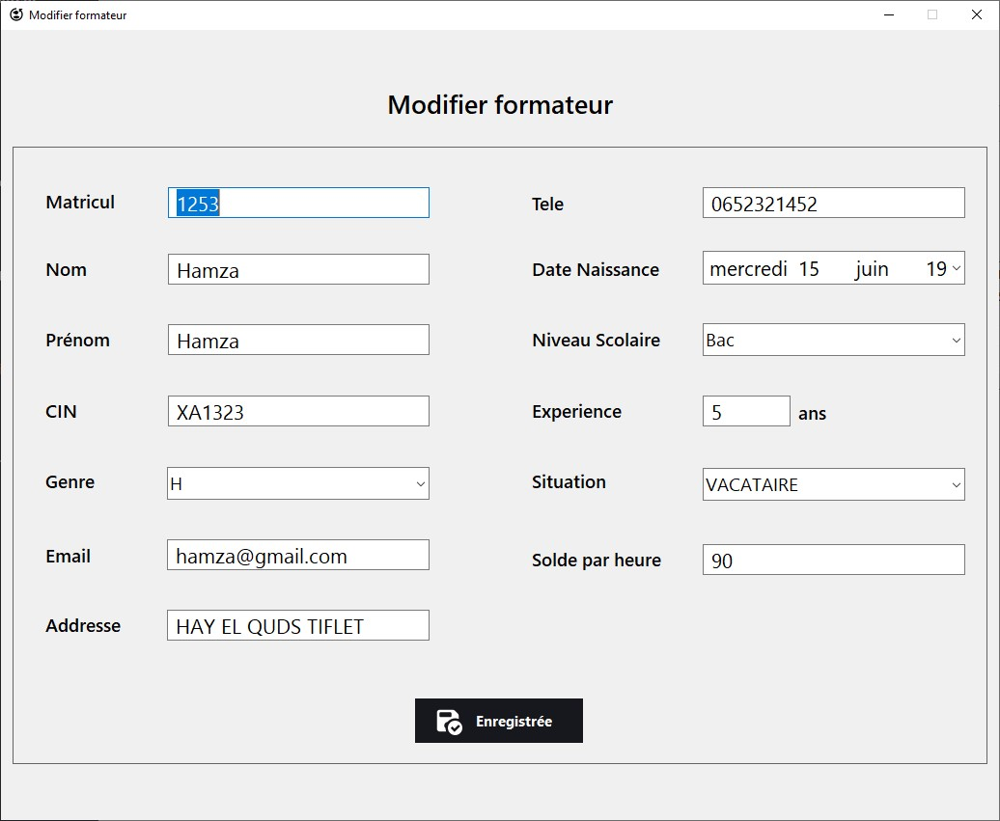 Modifier formateur
Modifier formateur
Matricul 1253
Tele 0652321452
Nom Hamza
Date Naissance mercredi 15 juin 19
Prénom Hamza
Niveau Scolaire Bac
CIN XA1323
Experience 5 ans
Genre H
Situation VACATAIRE
Email hamza@gmail.com
Solde par heure 90
Addresse HAY EL QUDS TIFLET
Enregistrée